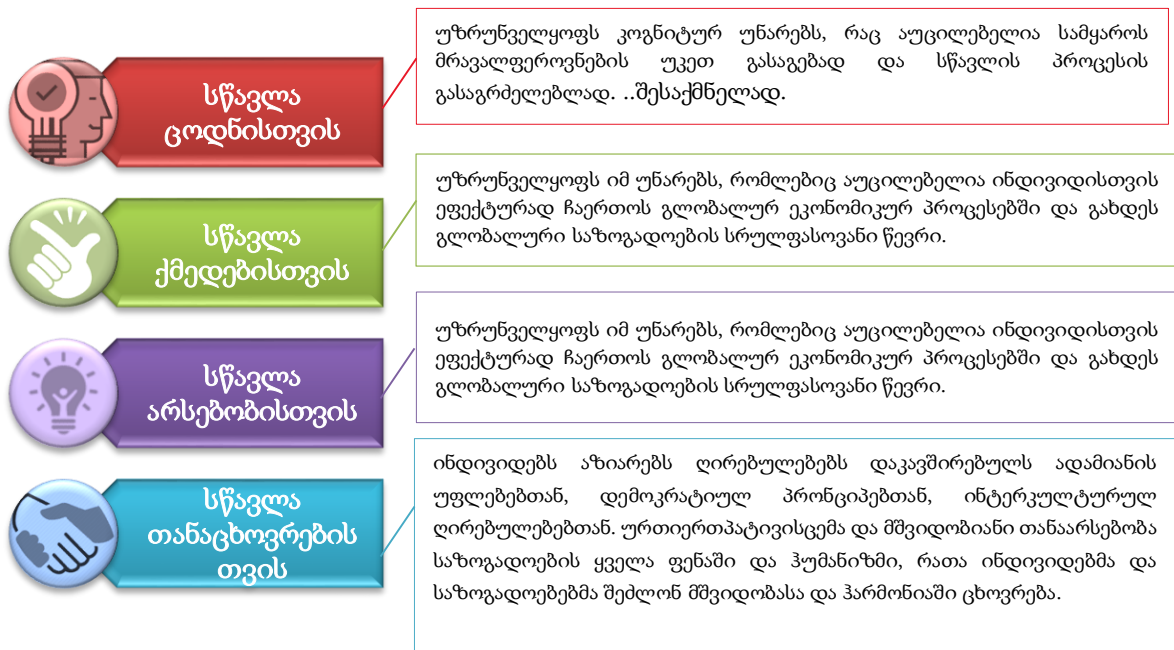 სწავლა
ცოდნისთვის
უზრუნველყოფს კოგნიტურ უნარებს, რაც აუცილებელია სამყაროს
მრავალფეროვნების უკეთ გასაგებად და სწავლის პროცესის
გასაგრძელებლად. ..შესაქმნელად.
სწავლა
ქმედებისთვის
უზრუნველყოფს იმ უნარებს, რომლებიც აუცილებელია ინდივიდისთვის
ეფექტურად ჩაერთოს გლობალურ ეკონომიკურ პროცესებში და გახდეს
გლობალური საზოგადოების სრულფასოვანი წევრი.
სწავლა
არსებობისთვის
უზრუნველყოფს იმ უნარებს, რომლებიც აუცილებელია ინდივიდისთვის
ეფექტურად ჩაერთოს გლობალურ ეკონომიკურ პროცესებში და გახდეს
გლობალური საზოგადოების სრულფასოვანი წევრი.
სწავლა
თანაცხოვრების
თვის
ინდივიდებს აზიარებს ღირებულებებს დაკავშირებულს ადამიანის
უფლებებთან, დემოკრატიულ პრონციპებთან, ინტერკულტურულ
ღირებულებებთან. ურთიერთპატივისცემა და მშვიდობიანი თანაარსებობა
საზოგადოების ყველა ფენაში და ჰუმანიზმი, რათა ინდივიდებმა და
საზოგადოებებმა შეძლონ მშვიდობასა და ჰარმონიაში ცხოვრება.